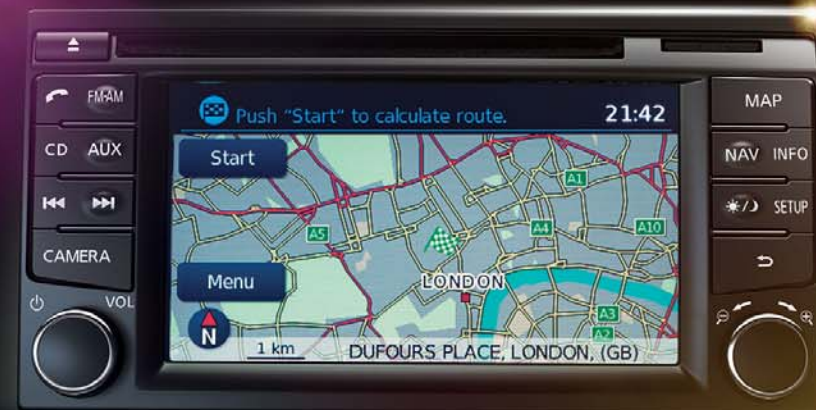 FM·AM
CD AUX
CAMERA
VOL
Push "Start" to calculate route. 21:42
Start
A1
A5
A4
A10
Menu
LONDON
A3
A2
N
1 km
DUFOURS PLACE, LONDON, (GB)
MAP
NAV INFO
SETUP